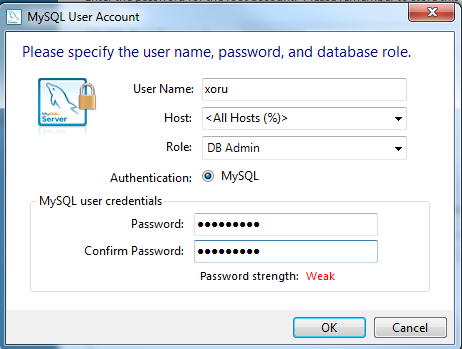 MySQL User Account
Please specify the user name, password, and database role.
MySQL
Server
User Name: xoru
Host: <All Hosts (%)>
Role: DB Admin
Authentication: MySQL
MySQL user credentials
Password: ●●●●●●●●●
Confirm Password: ●●●●●●●●●
Password strength: Weak
OK Cancel